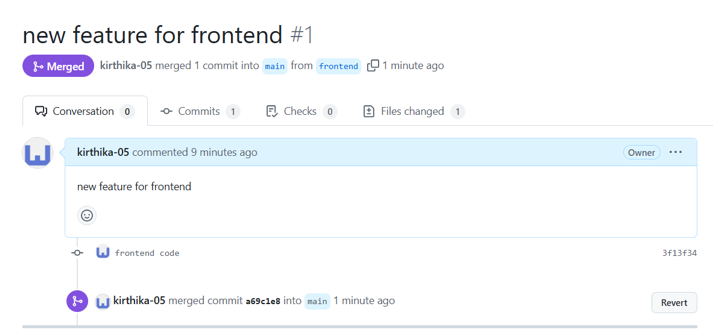 new feature for frontend #1
Merged kirthika-05 merged 1 commit into main from frontend 1 minute ago
Conversation 0 Commits 1 Checks 0 Files changed 1
kirthika-05 commented 9 minutes ago Owner
new feature for frontend
frontend code 3f13f34
kirthika-05 merged commit a69c1e8 into main 1 minute ago Revert